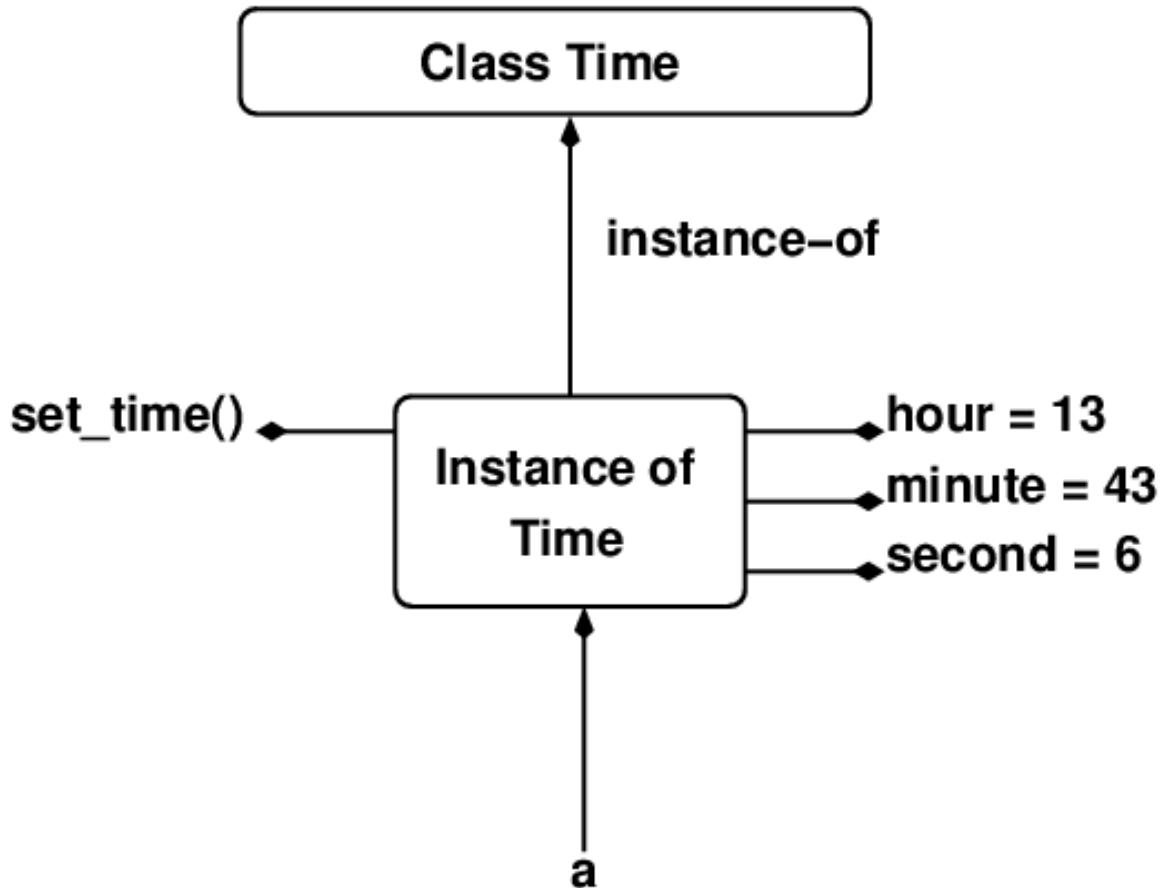 Class Time
instance–of
set_time()
Instance of
Time
hour = 13
minute = 43
second = 6
a